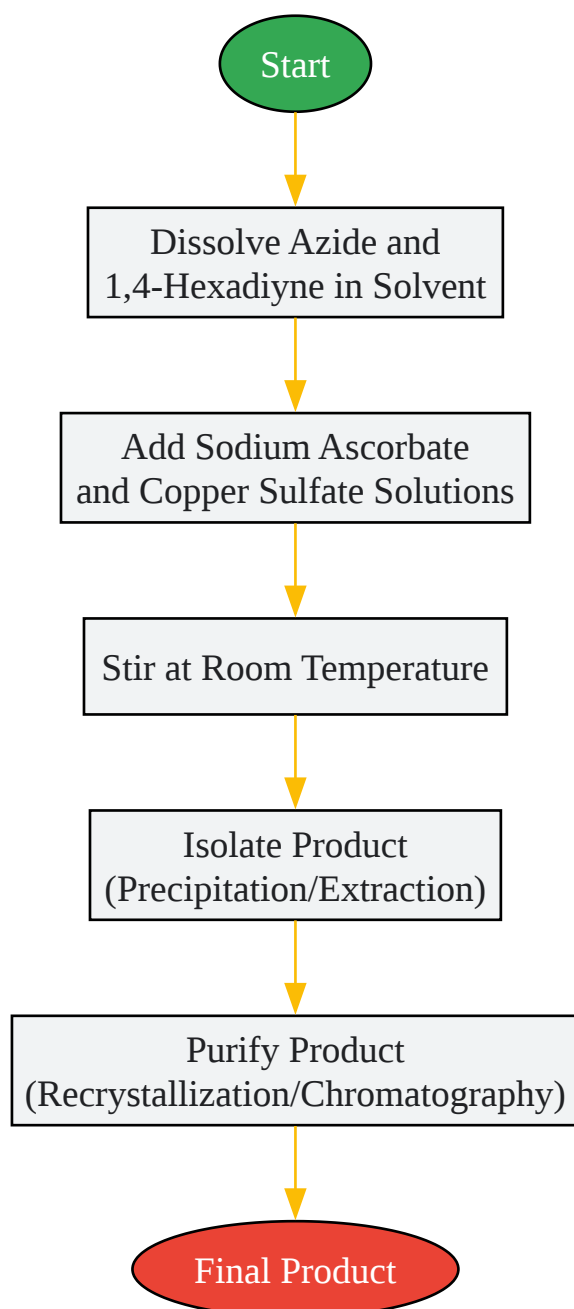 Start
Dissolve Azide and
1,4-Hexadiyne in Solvent
Add Sodium Ascorbate
and Copper Sulfate Solutions
Stir at Room Temperature
Isolate Product
(Precipitation/Extraction)
Purify Product
(Recrystallization/Chromatography)
Final Product